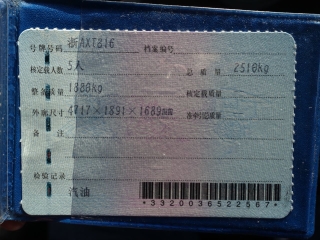 号牌号码 浙AXT816 档案编号
核定载人数 5人 总质量 2510kg
整备质量 1880kg 核定载质量
外廓尺寸 4717×1891×1689mm 准牵引总质量
备注
检验记录
汽油
*3320036522567*